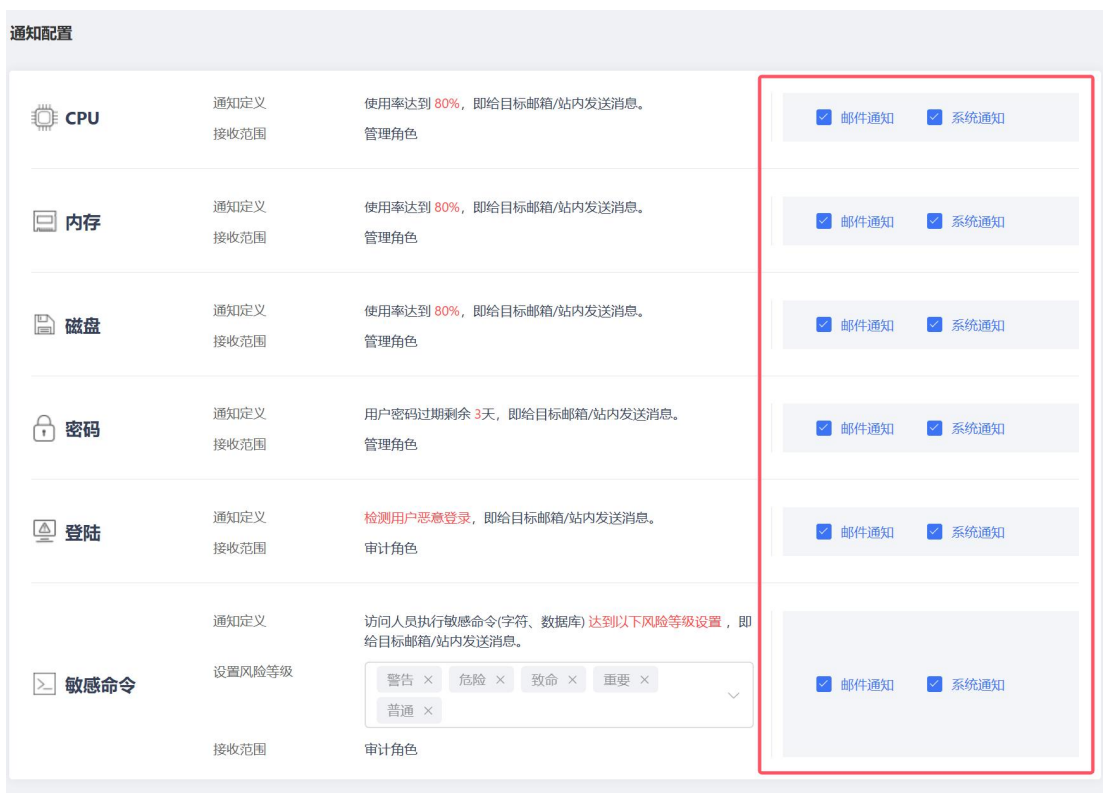 通知配置
CPU
通知定义
使用率达到 80%，即给目标邮箱/站内发送消息。
接收范围
管理角色
邮件通知
系统通知
内存
通知定义
使用率达到 80%，即给目标邮箱/站内发送消息。
接收范围
管理角色
邮件通知
系统通知
磁盘
通知定义
使用率达到 80%，即给目标邮箱/站内发送消息。
接收范围
管理角色
邮件通知
系统通知
密码
通知定义
用户密码过期剩余 3天，即给目标邮箱/站内发送消息。
接收范围
管理角色
邮件通知
系统通知
登陆
通知定义
检测用户恶意登录，即给目标邮箱/站内发送消息。
接收范围
审计角色
邮件通知
系统通知
敏感命令
通知定义
访问人员执行敏感命令(字符、数据库) 达到以下风险等级设置 ，即
给目标邮箱/站内发送消息。
设置风险等级
警告 × 危险 × 致命 × 重要 ×
普通 ×
接收范围
审计角色
邮件通知
系统通知